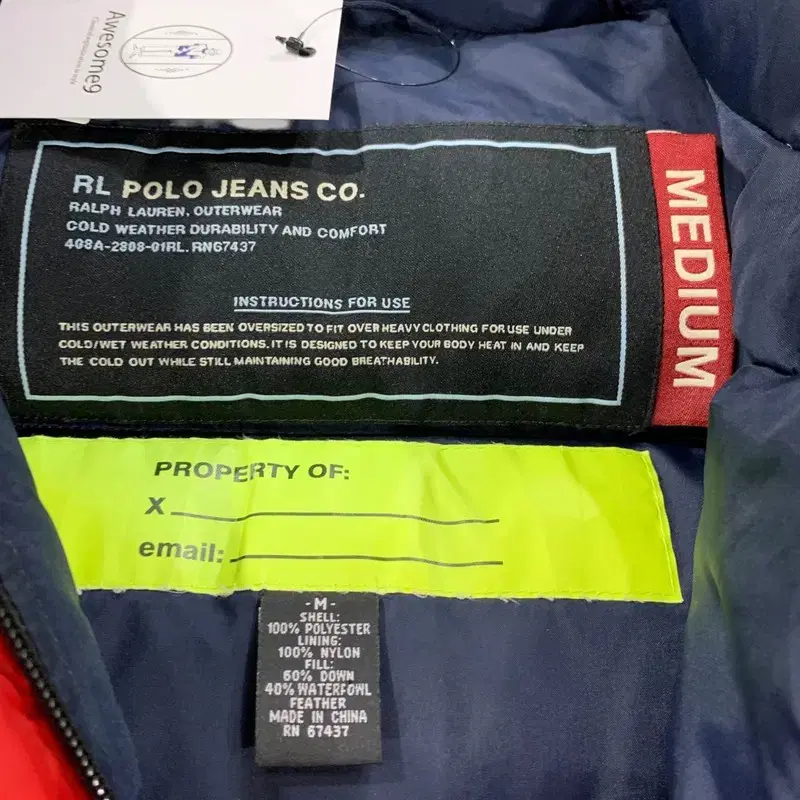 Awesome9
RL POLO JEANS CO.
RALPH LAUREN, OUTERWEAR
COLD WEATHER DURABILITY AND COMFORT
408A-2808-01RL. RN67437
INSTRUCTIONS FOR USE
THIS OUTERWEAR HAS BEEN OVERSIZED TO FIT OVER HEAVY CLOTHING FOR USE UNDER
COLD/WET WEATHER CONDITIONS. IT IS DESIGNED TO KEEP YOUR BODY HEAT IN AND KEEP
THE COLD OUT WHILE STILL MAINTAINING GOOD BREATHABILITY.
MEDIUM
PROPERTY OF:
X
email:
- M -
SHELL:
100% POLYESTER
LINING:
100% NYLON
FILL:
60% DOWN
40% WATERFOWL
FEATHER
MADE IN CHINA
RN 67437